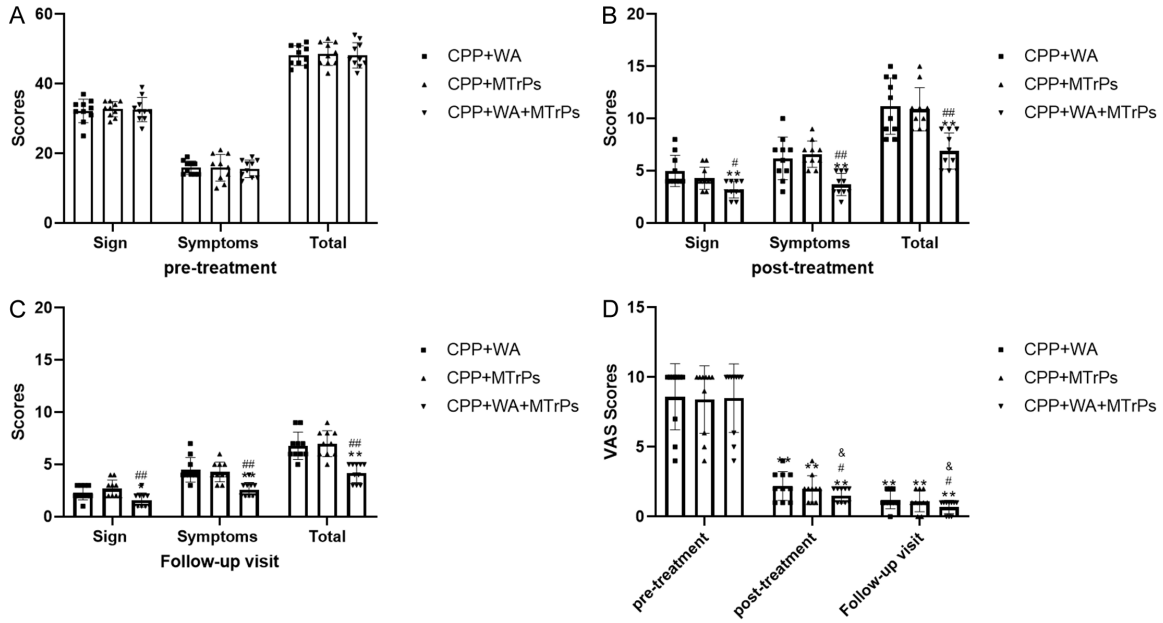 A
60
40
20
0
Scores
Sign Symptoms Total
pre-treatment
CPP+WA
CPP+MTrPs
CPP+WA+MTrPs
B
20
15
10
5
0
Scores
#
**
##
**
##
**
Sign Symptoms Total
post-treatment
CPP+WA
CPP+MTrPs
CPP+WA+MTrPs
C
20
15
10
5
0
Scores
##
*
##
**
##
**
Sign Symptoms Total
Follow-up visit
CPP+WA
CPP+MTrPs
CPP+WA+MTrPs
D
15
10
5
0
VAS Scores
**
**
&
#
**
**
**
&
#
**
pre-treatment
post-treatment
Follow-up visit
CPP+WA
CPP+MTrPs
CPP+WA+MTrPs